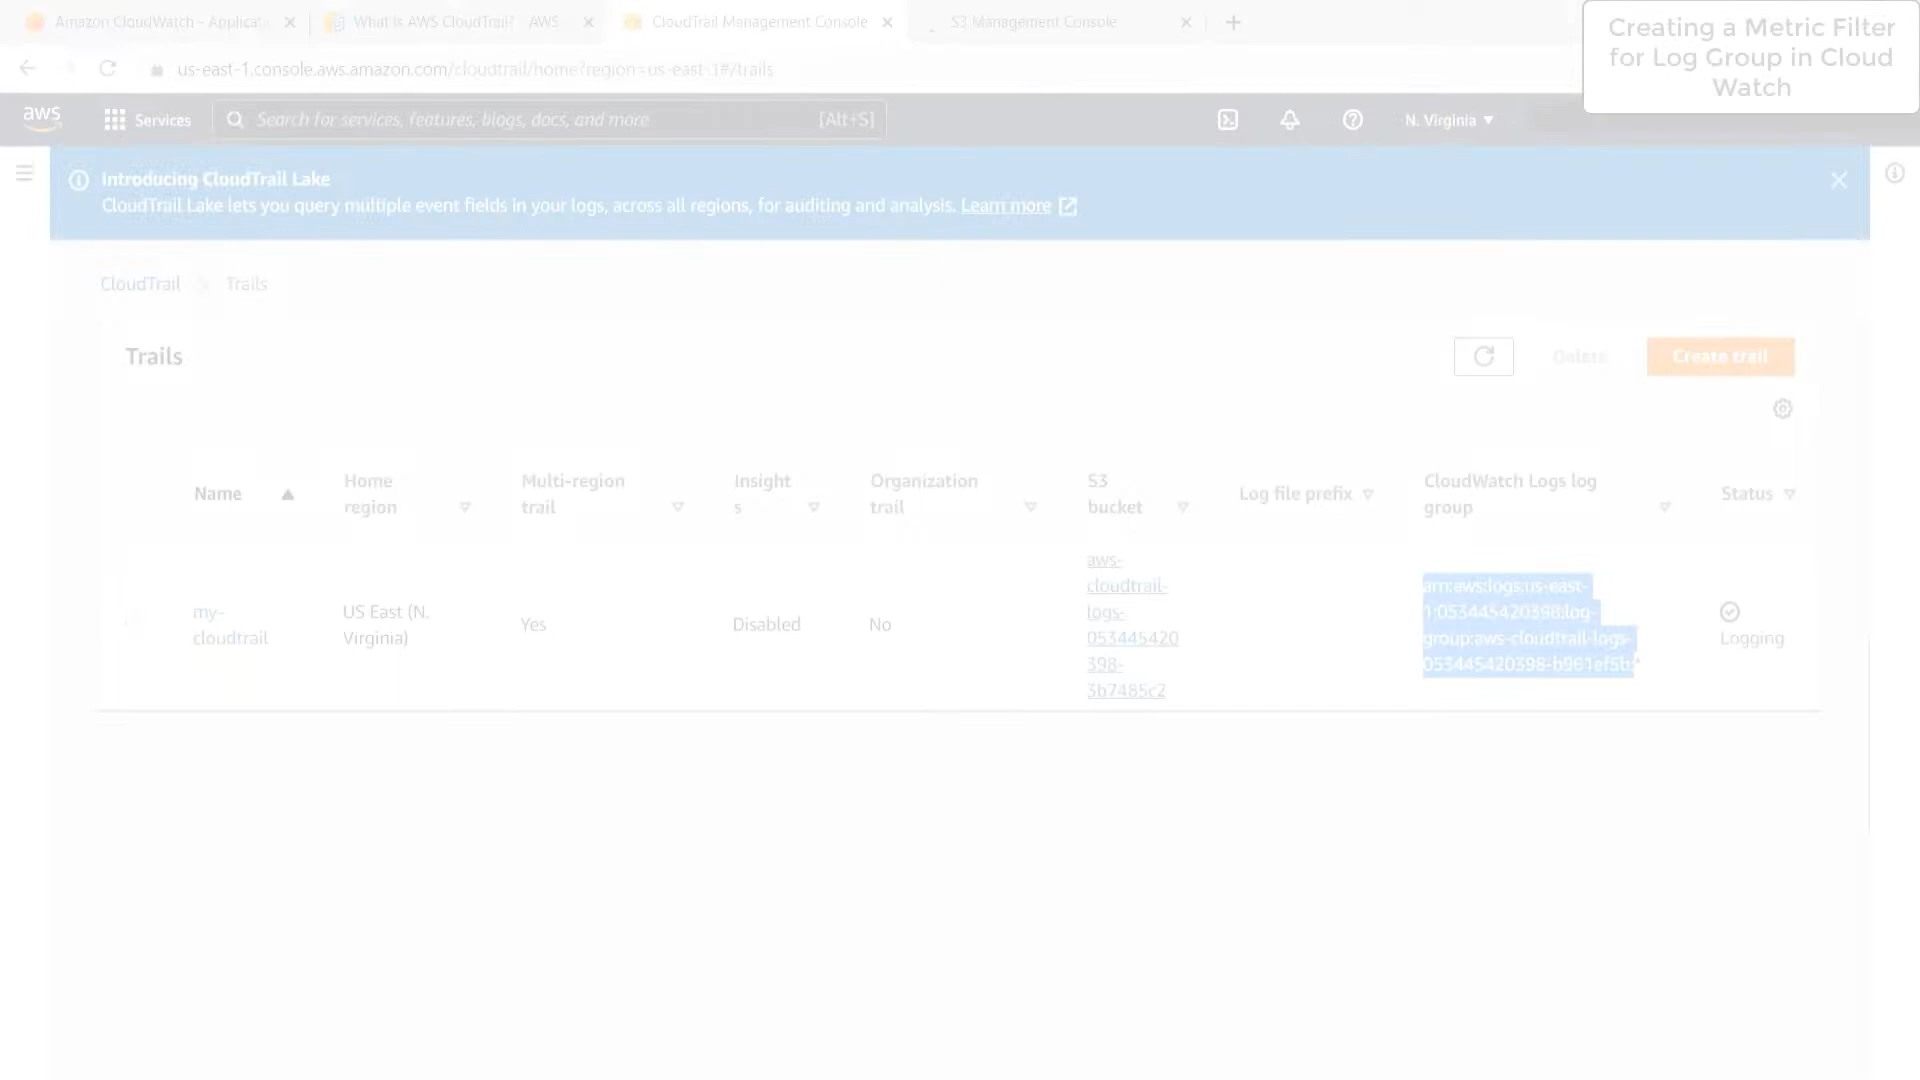 Amazon CloudWatch - Applicati
What is AWS CloudTrail? AWS
CloudTrail Management Console
S3 Management Console
Creating a Metric Filter
for Log Group in Cloud
Watch
us-east-1.console.aws.amazon.com/cloudtrail/home?region=us-east-1#/trails
aws
Services
Search for services, features, blogs, docs, and more
[Alt+S]
N. Virginia
Introducing CloudTrail Lake
CloudTrail Lake lets you query multiple event fields in your logs, across all regions, for auditing and analysis. Learn more
CloudTrail
Trails
Trails
Delete
Create trail
Name
Home
region
Multi-region
trail
Insight
s
Organization
trail
S3
bucket
Log file prefix
CloudWatch Logs log
group
Status
my-
cloudtrail
US East (N.
Virginia)
Yes
Disabled
No
aws-
cloudtrail-
logs-
053445420
398-
3b7485c2
arn:aws:logs:us-east-
1:053445420398:log-
group:aws-cloudtrail-logs-
053445420398-b961ef5b:*
Logging